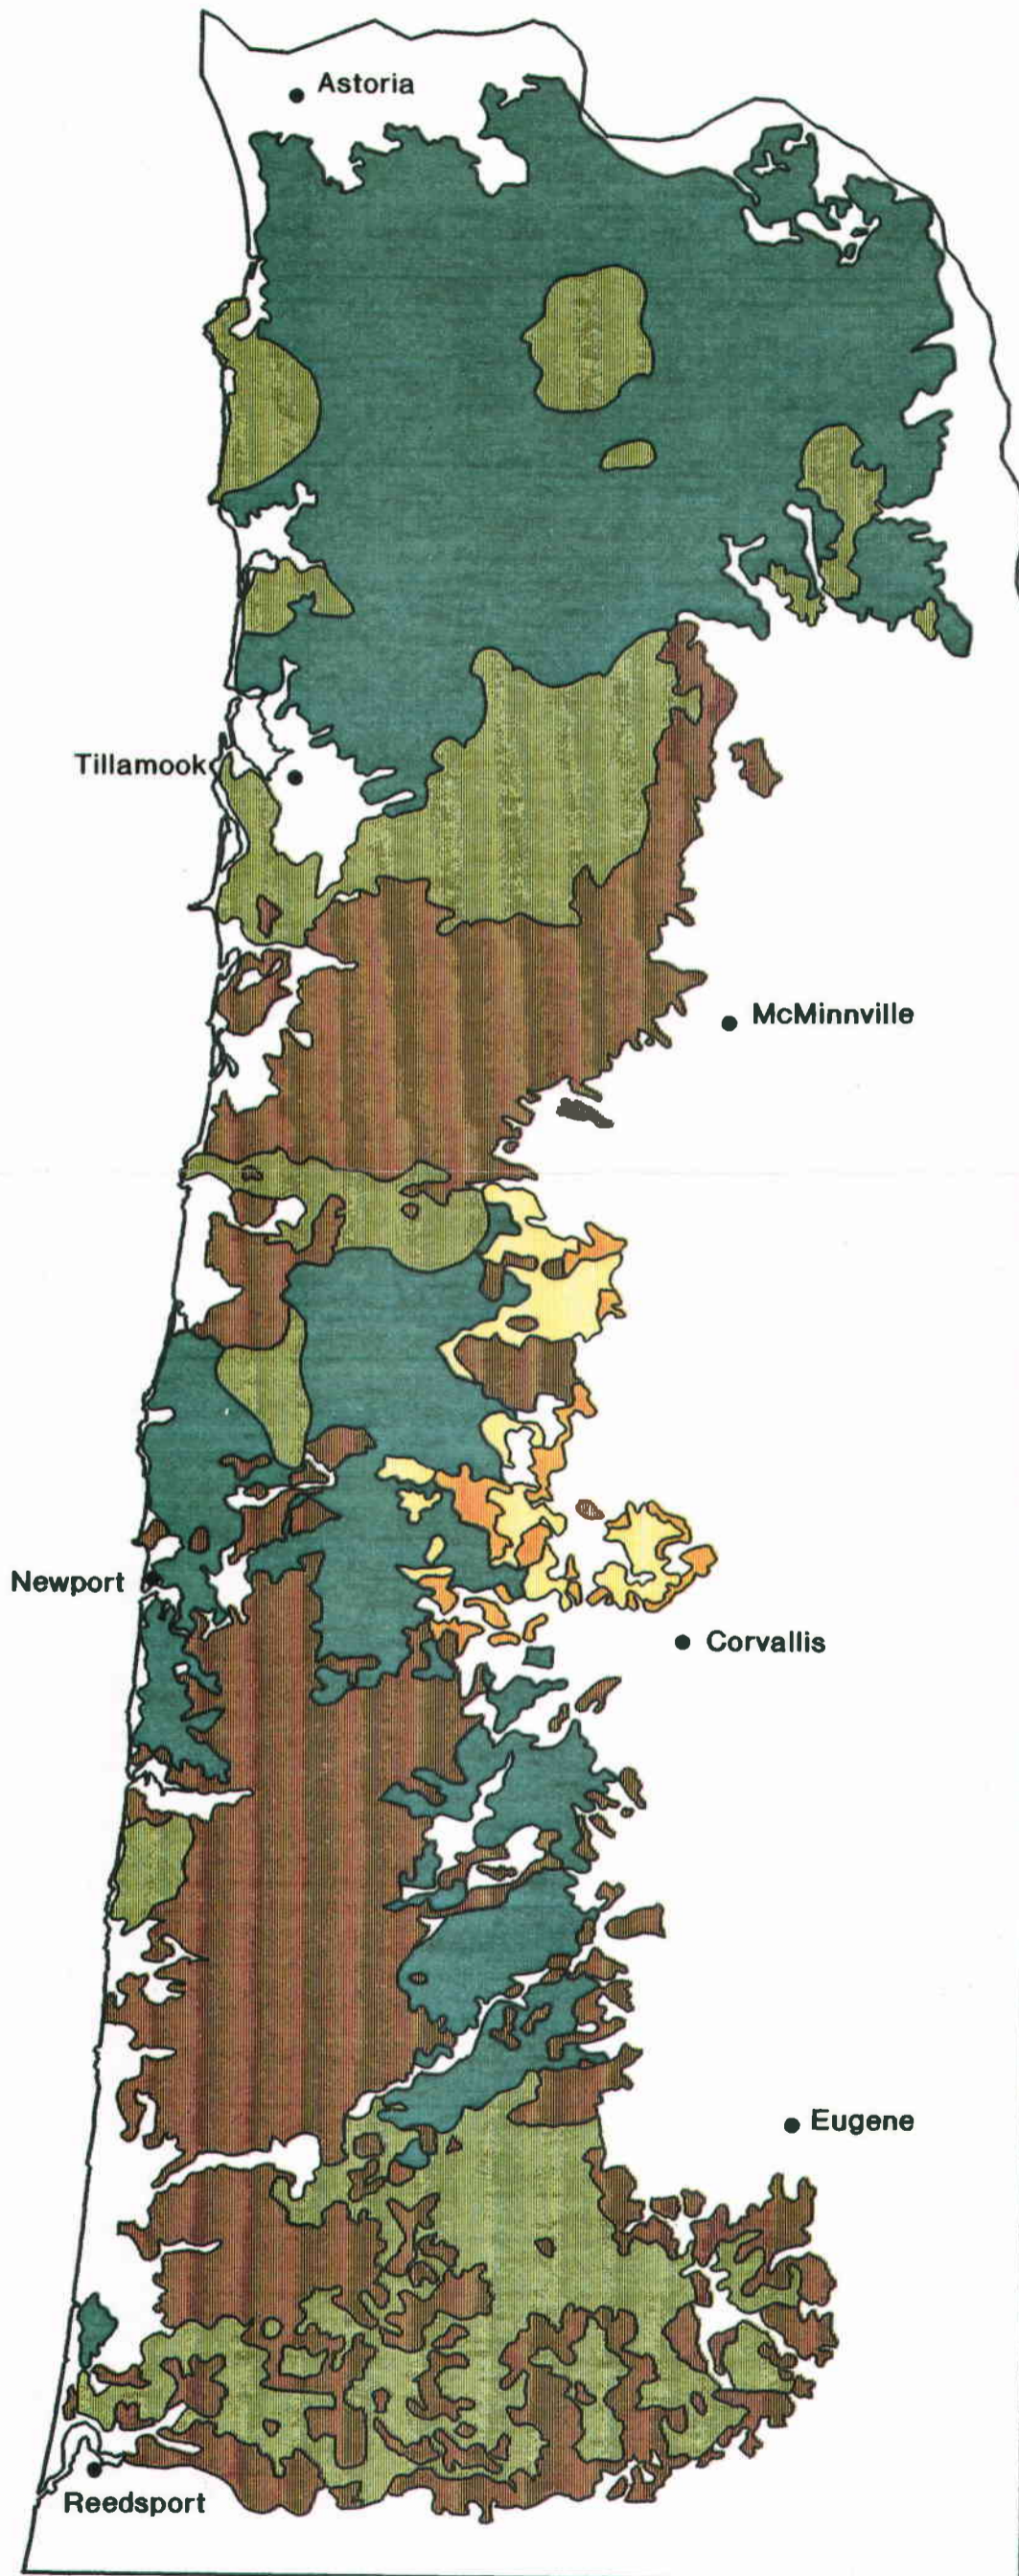 Astoria
Tillamook
McMinnville
Newport
Corvallis
Eugene
Reedsport